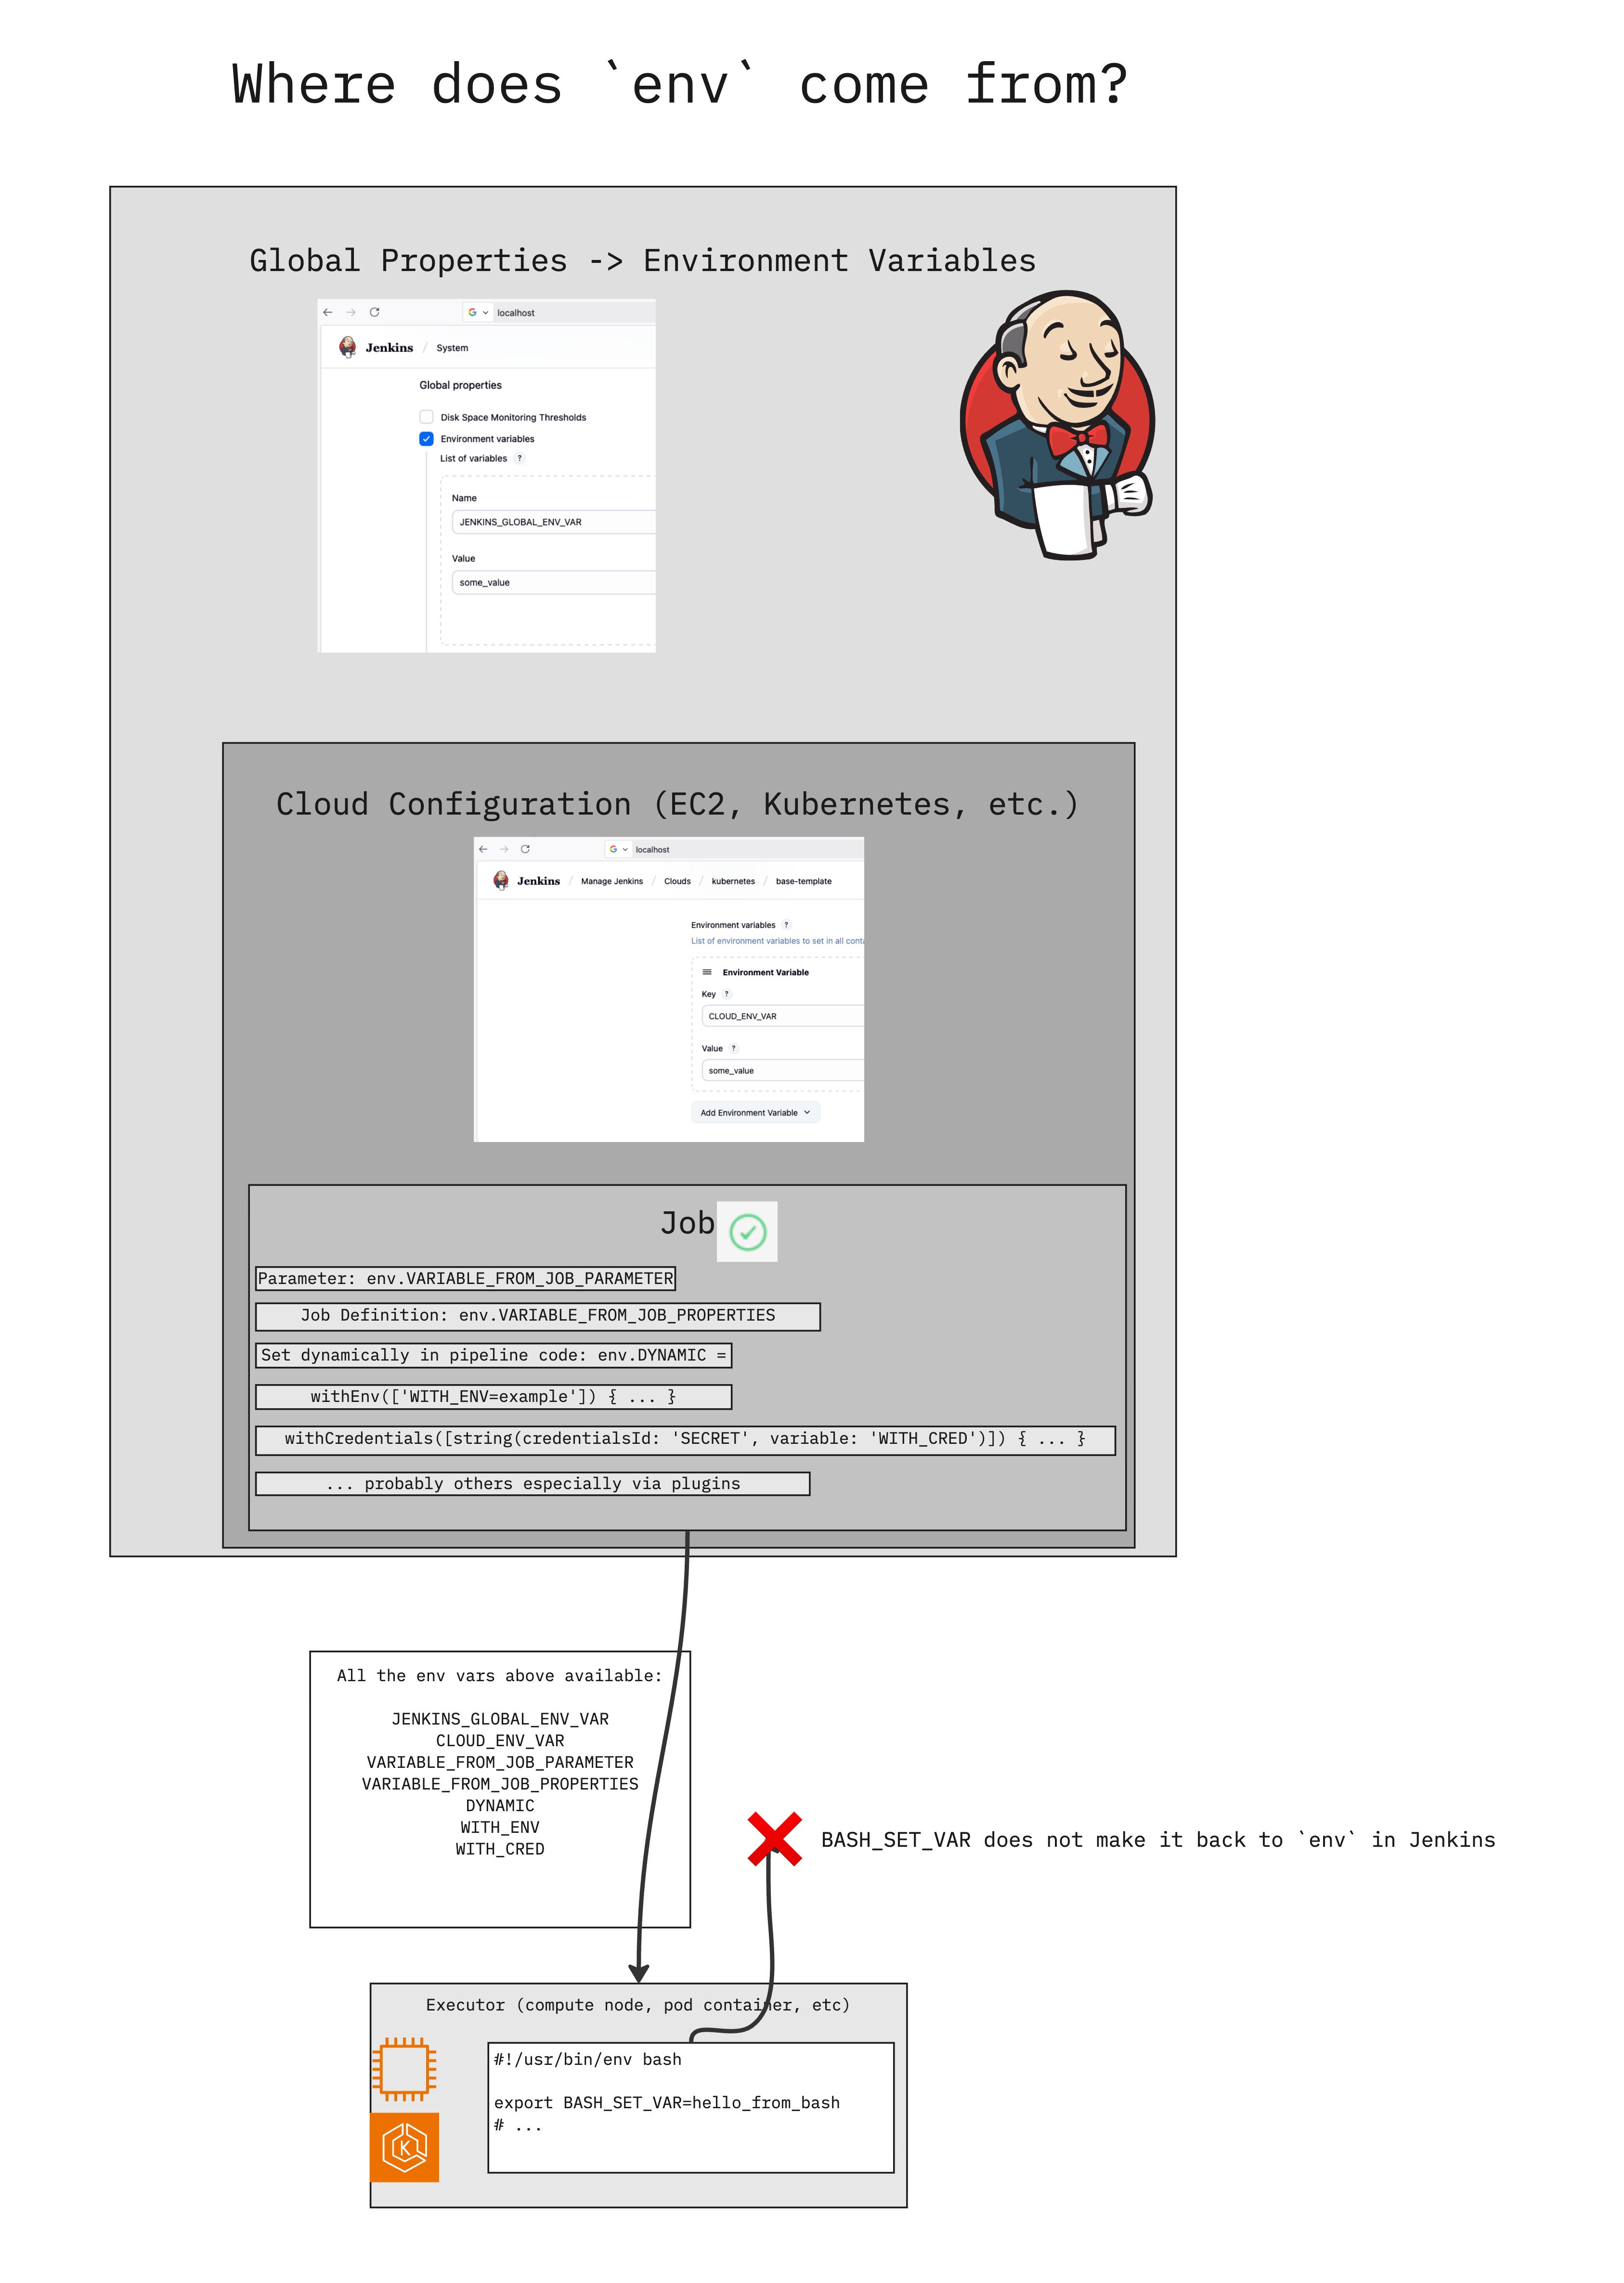 Where does `env` come from?
Global Properties -> Environment Variables
localhost
Jenkins / System
Global properties
Disk Space Monitoring Thresholds
Environment variables
List of variables ?
Name
JENKINS_GLOBAL_ENV_VAR
Value
some_value
Cloud Configuration (EC2, Kubernetes, etc.)
localhost
Jenkins / Manage Jenkins / Clouds / kubernetes / base-template
Environment variables ?
List of environment variables to set in all conta
Environment Variable
Key ?
CLOUD_ENV_VAR
Value ?
some_value
Add Environment Variable
Job
Parameter: env.VARIABLE_FROM_JOB_PARAMETER
Job Definition: env.VARIABLE_FROM_JOB_PROPERTIES
Set dynamically in pipeline code: env.DYNAMIC =
withEnv(['WITH_ENV=example']) { ... }
withCredentials([string(credentialsId: 'SECRET', variable: 'WITH_CRED')]) { ... }
... probably others especially via plugins
All the env vars above available:
JENKINS_GLOBAL_ENV_VAR
CLOUD_ENV_VAR
VARIABLE_FROM_JOB_PARAMETER
VARIABLE_FROM_JOB_PROPERTIES
DYNAMIC
WITH_ENV
WITH_CRED
BASH_SET_VAR does not make it back to `env` in Jenkins
Executor (compute node, pod container, etc)
#!/usr/bin/env bash
export BASH_SET_VAR=hello_from_bash
# ...
K